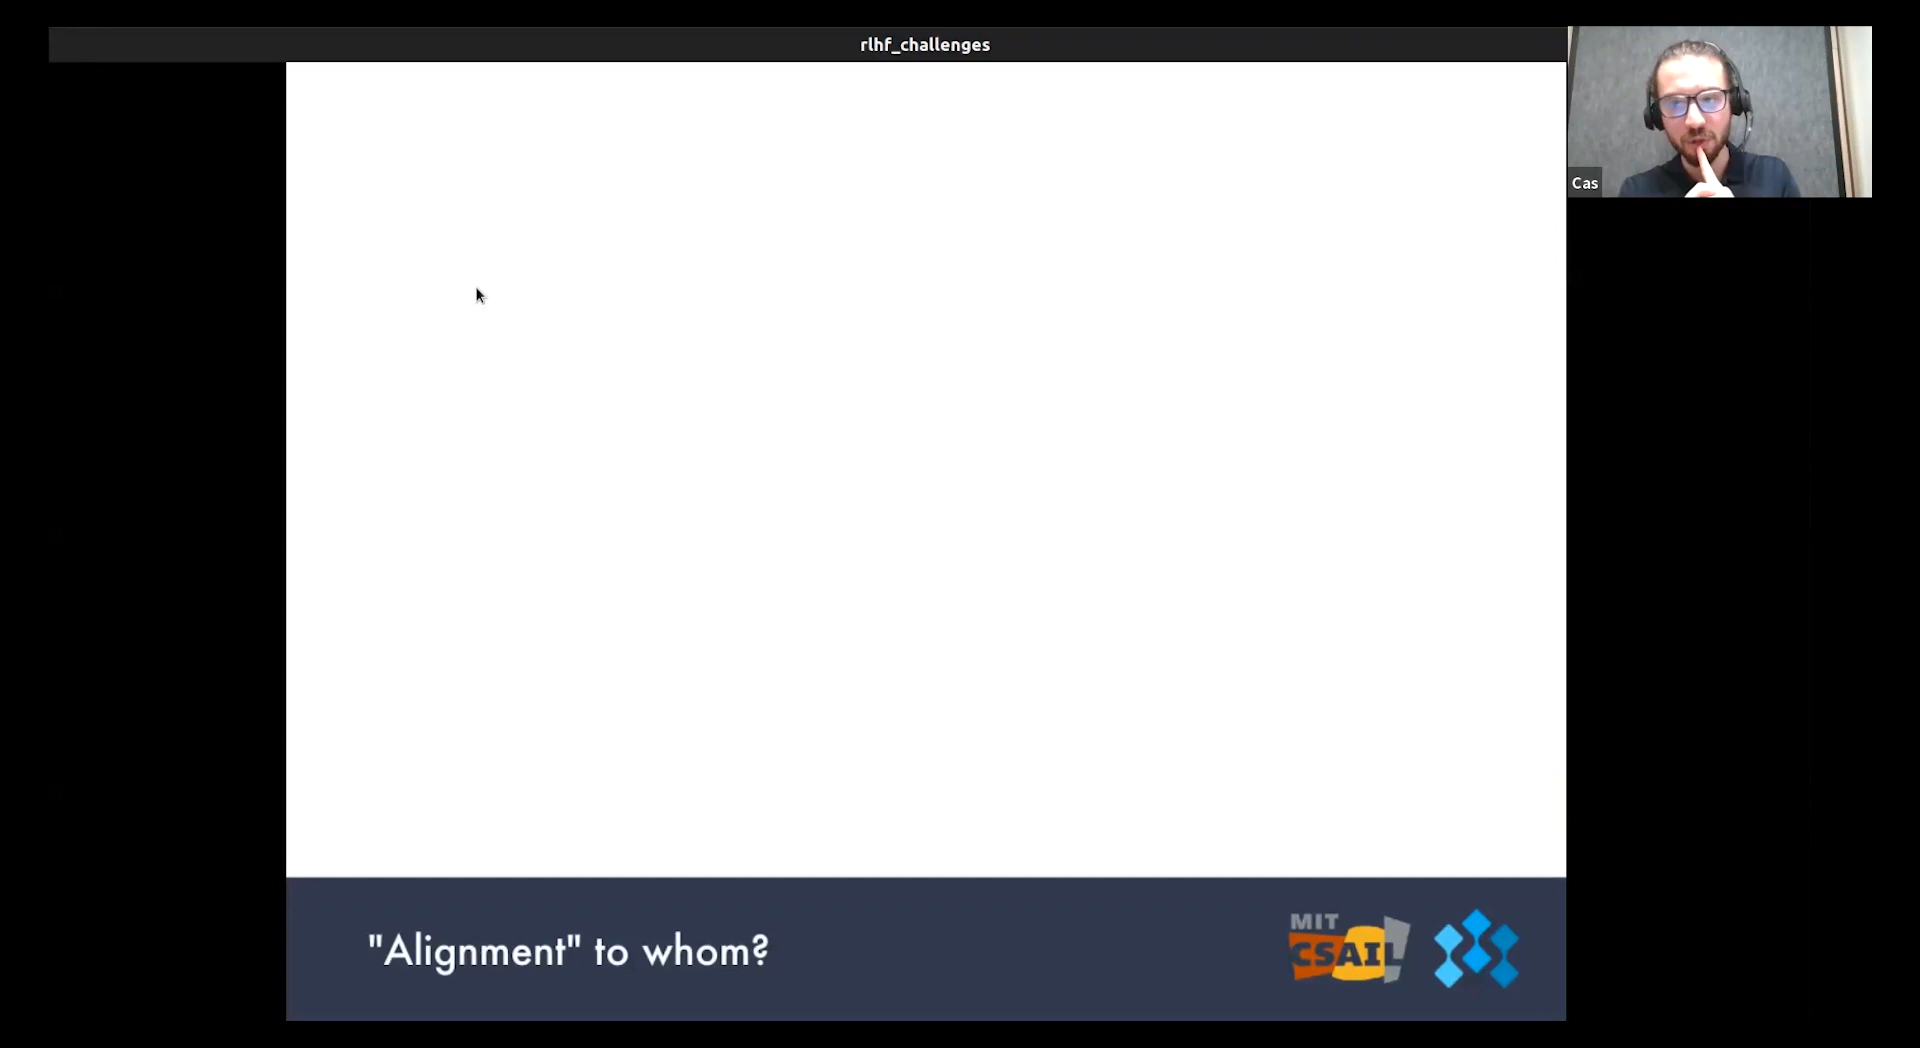 rlhf_challenges
Cas
"Alignment" to whom?
MIT
CSAIL